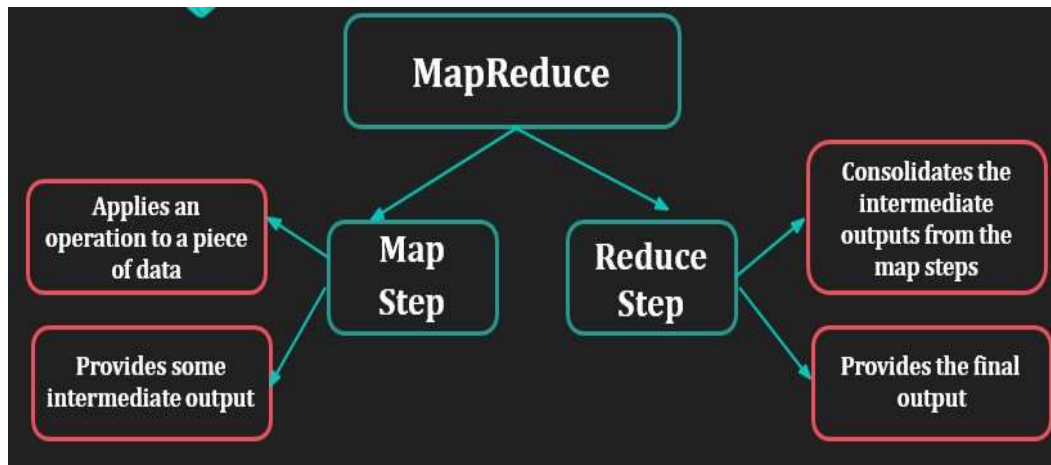 MapReduce
Applies an
operation to a piece
of data
Provides some
intermediate output
Map
Step
Reduce
Step
Consolidates the
intermediate
outputs from the
map steps
Provides the final
output